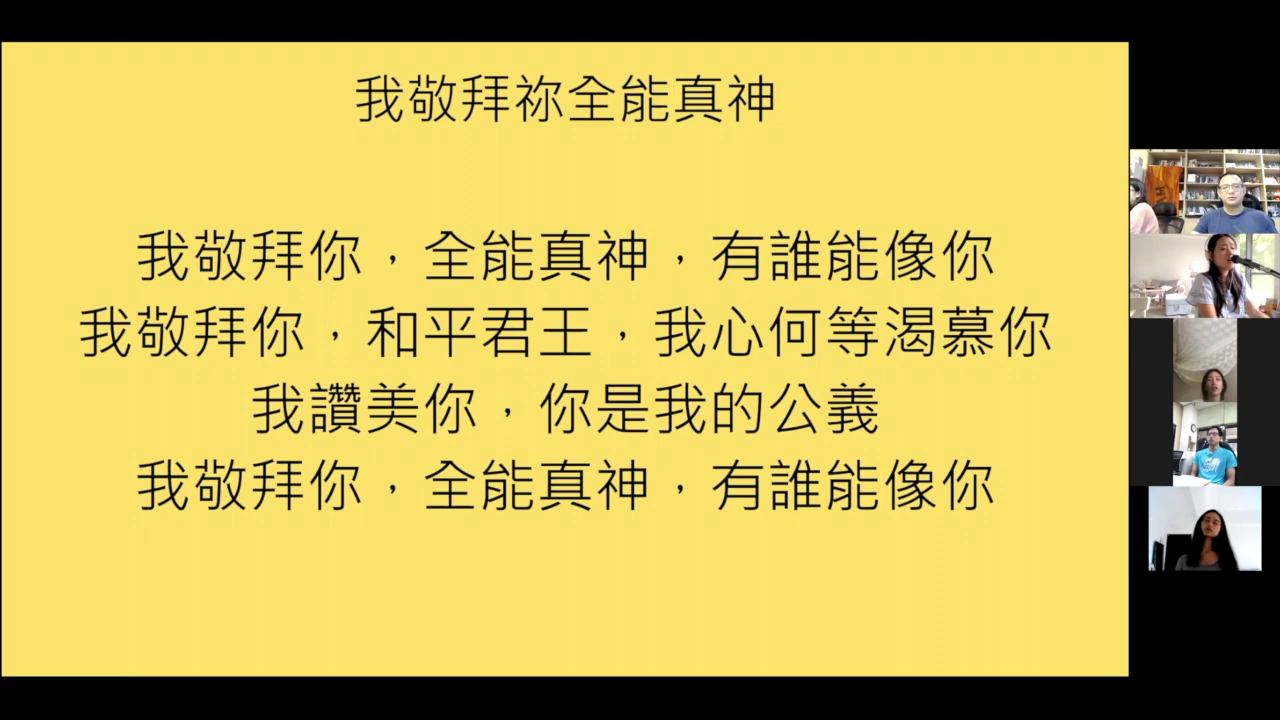 我敬拜祢全能真神
我敬拜你，全能真神，有誰能像你
我敬拜你，和平君王，我心何等渴慕你
我讚美你，你是我的公義
我敬拜你，全能真神，有誰能像你